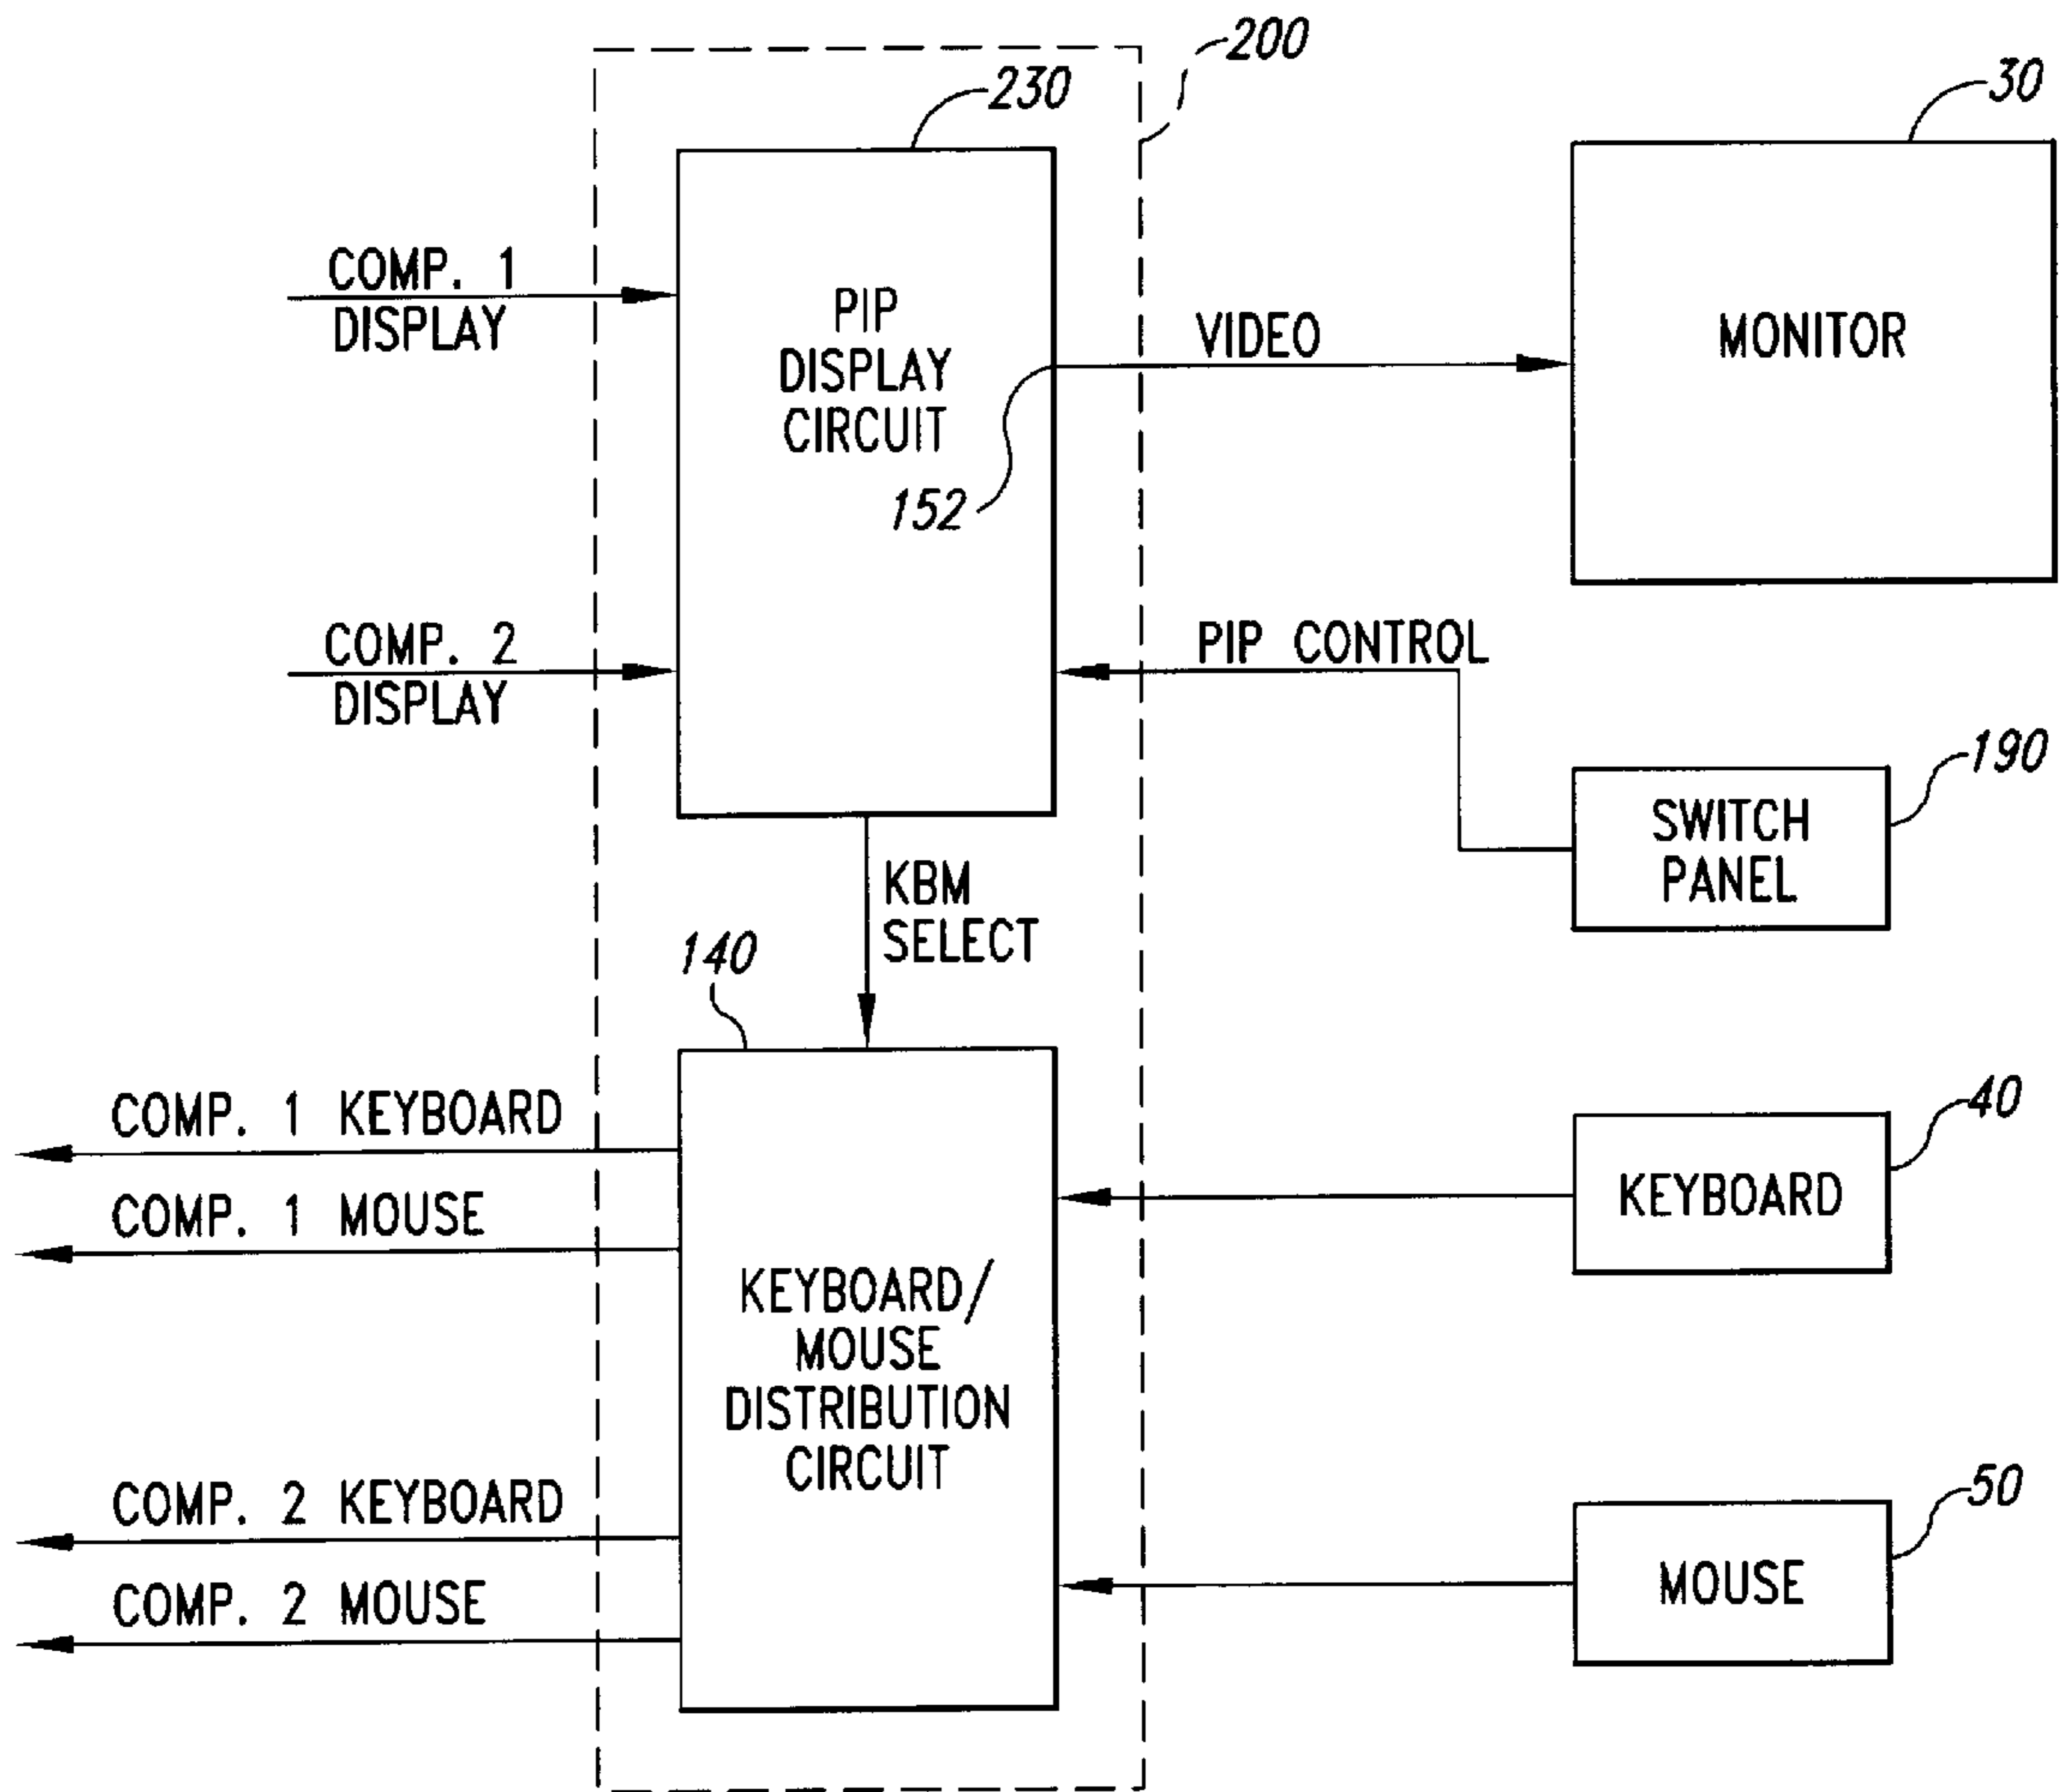 200
230
30
COMP. 1
DISPLAY
PIP
DISPLAY
CIRCUIT
152
VIDEO
MONITOR
COMP. 2
DISPLAY
PIP CONTROL
190
SWITCH
PANEL
KBM
SELECT
140
COMP. 1 KEYBOARD
COMP. 1 MOUSE
40
KEYBOARD
KEYBOARD/
MOUSE
DISTRIBUTION
CIRCUIT
COMP. 2 KEYBOARD
COMP. 2 MOUSE
50
MOUSE